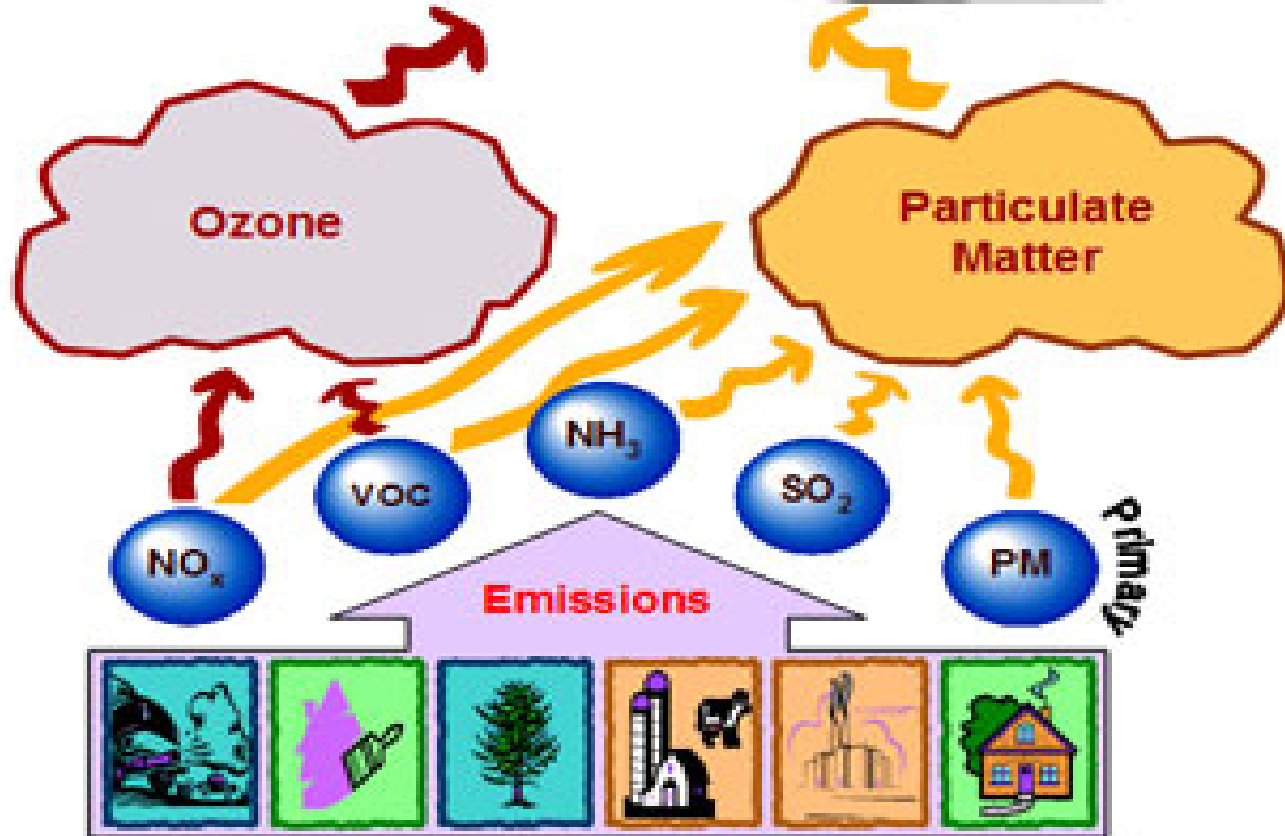 Ozone
Particulate
Matter
NH₃
VOC
SO₂
NOₓ
PM
primary
Emissions